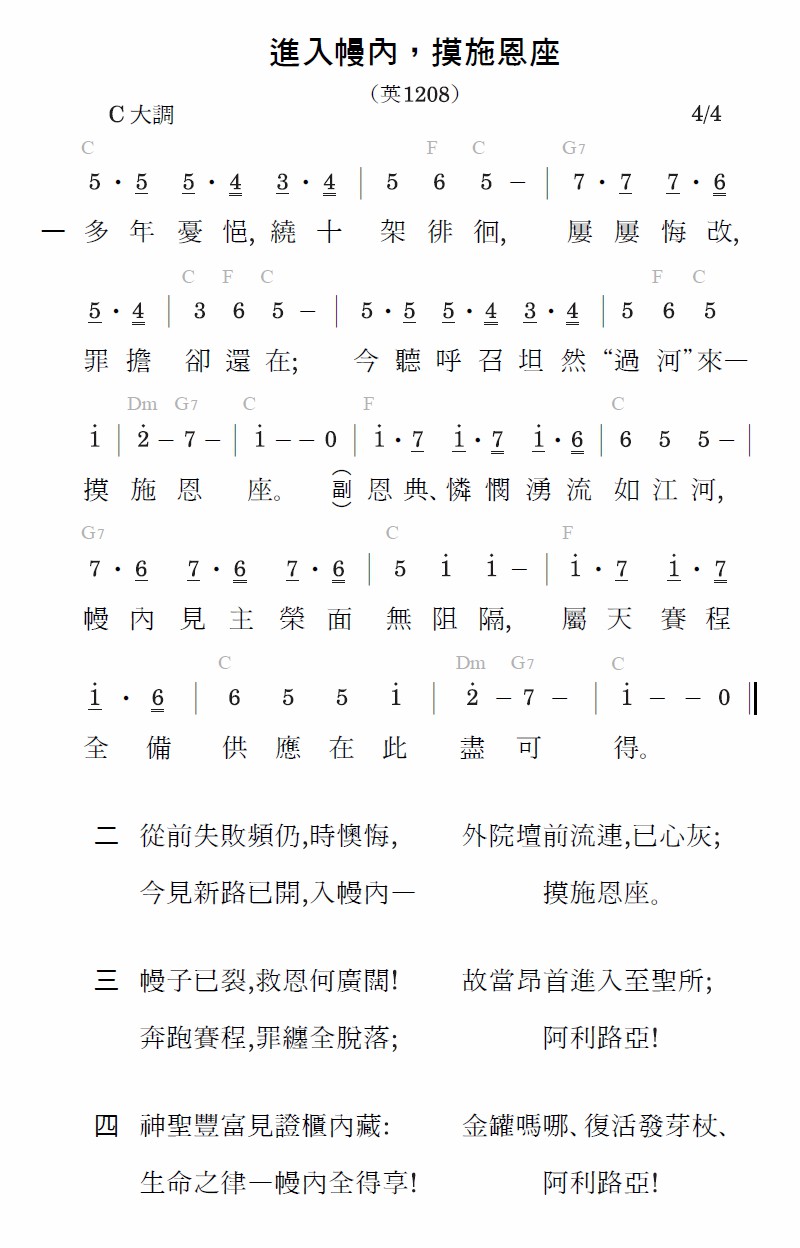 進入幔內，摸施恩座
（英1208）
C 大調 4/4
C F C G7
5 · 5 5 · 4 3 · 4 | 5 6 5 – | 7 · 7 7 · 6
一 多 年 憂 悒, 繞 十 架 徘 徊, 屢 屢 悔 改,
C F C F C
5 · 4 | 3 6 5 – | 5 · 5 5 · 4 3 · 4 | 5 6 5
罪 擔 卻 還 在; 今 聽 呼 召 坦 然 “過 河”來—
Dm G7 C F C
i | 2̇ – 7 – | i – – 0 | i · 7 i · 7 i · 6 | 6 5 5 – |
摸 施 恩 座。 (副) 恩 典、憐 憫 湧 流 如 江 河,
G7 C F
7 · 6 7 · 6 7 · 6 | 5 i i – | i · 7 i · 7
幔 內 見 主 榮 面 無 阻 隔, 屬 天 賽 程
C Dm G7 C
i · 6 | 6 5 5 i | 2̇ – 7 – | i – – 0 ‖
全 備 供 應 在 此 盡 可 得。
二 從前失敗頻仍,時懊悔, 外院壇前流連,已心灰;
今見新路已開,入幔內— 摸施恩座。
三 幔子已裂,救恩何廣闊! 故當昂首進入至聖所;
奔跑賽程,罪纏全脫落; 阿利路亞!
四 神聖豐富見證櫃內藏: 金罐嗎哪、復活發芽杖、
生命之律—幔內全得享! 阿利路亞!